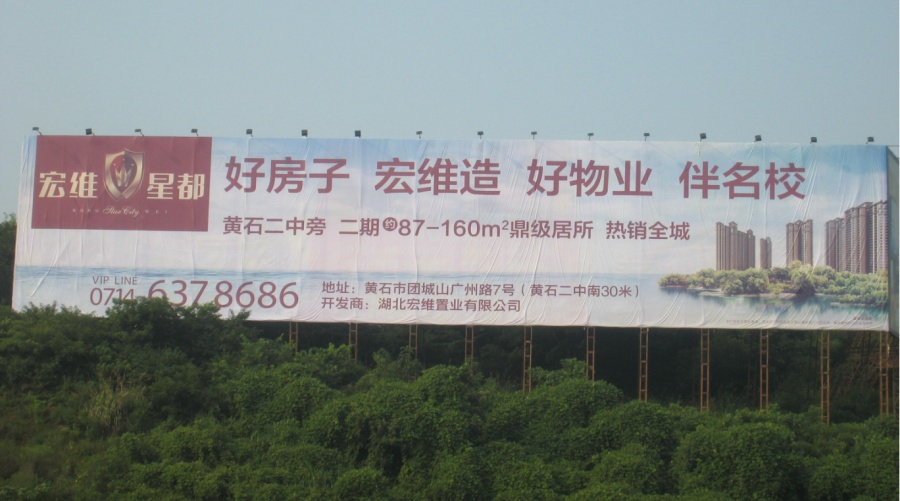 宏维 星都
Star City
好房子 宏维造 好物业 伴名校
黄石二中旁 二期约87-160m²鼎级居所 热销全城
VIP LINE
0714 6378686
地址：黄石市团城山广州路7号（黄石二中南30米）
开发商：湖北宏维置业有限公司